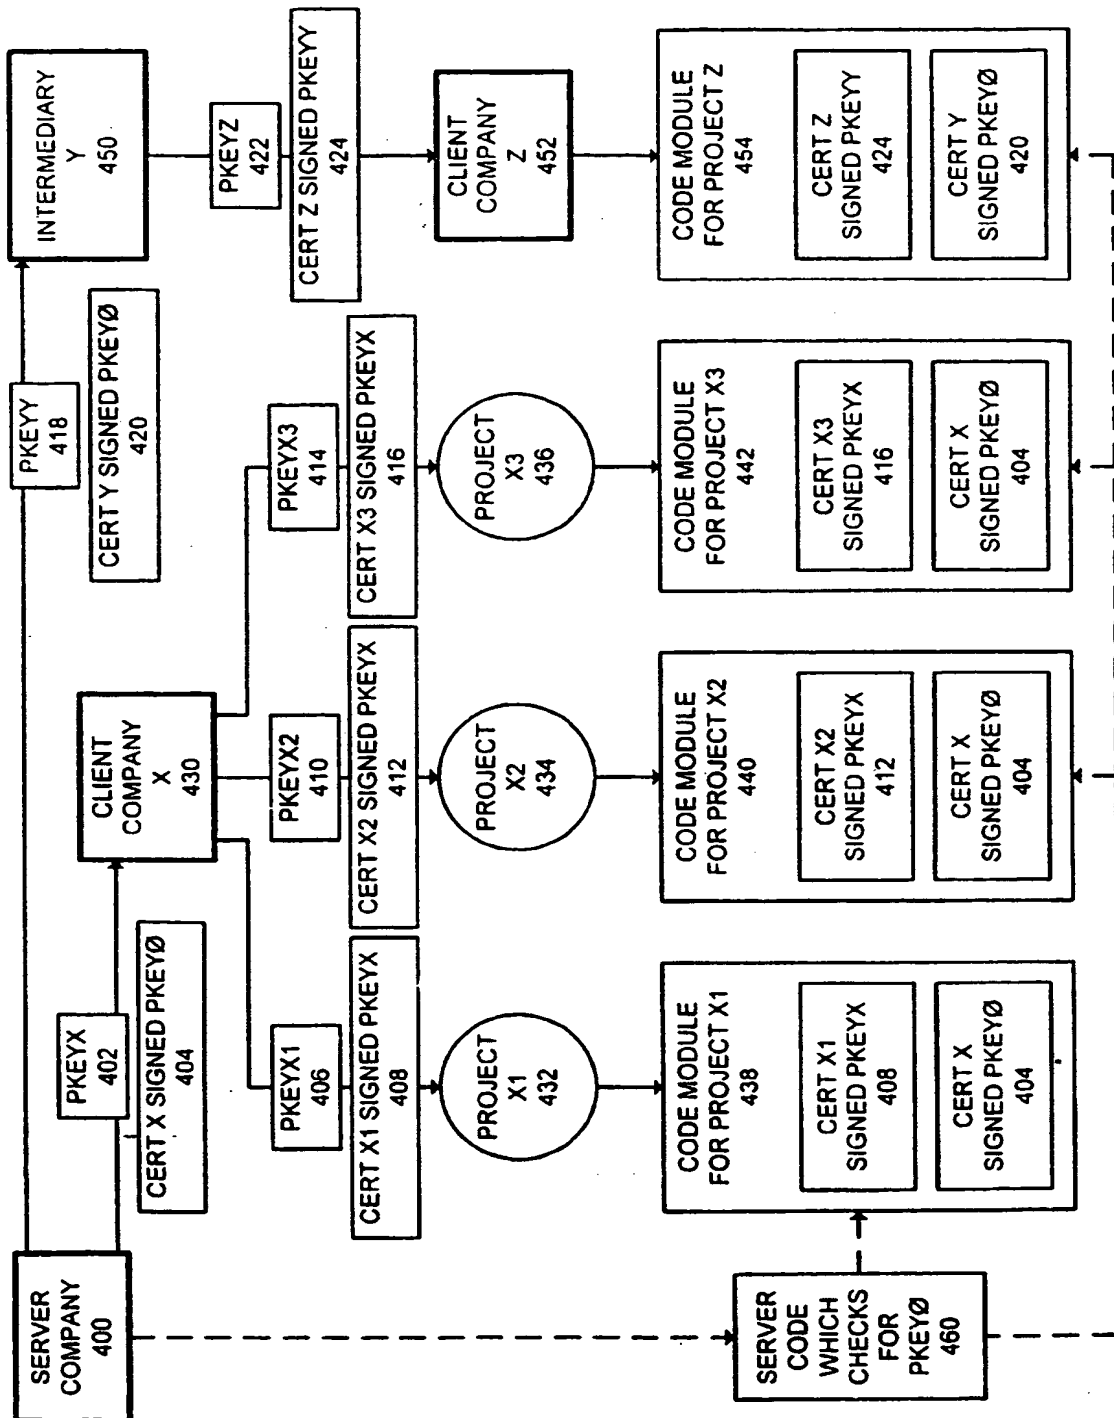 SERVER
COMPANY
400
PKEYX
402
CERT X SIGNED PKEYØ
404
CLIENT
COMPANY
X
430
PKEYY
418
CERT Y SIGNED PKEYØ
420
INTERMEDIARY
Y
450
PKEYX1
406
CERT X1 SIGNED PKEYX
408
PKEYX2
410
CERT X2 SIGNED PKEYX
412
PKEYX3
414
CERT X3 SIGNED PKEYX
416
PKEYZ
422
CERT Z SIGNED PKEYY
424
PROJECT
X1
432
PROJECT
X2
434
PROJECT
X3
436
CLIENT
COMPANY
Z
452
SERVER
CODE
WHICH
CHECKS
FOR
PKEYØ
460
CODE MODULE
FOR PROJECT X1
438
CERT X1
SIGNED PKEYX
408
CERT X
SIGNED PKEYØ
404
CODE MODULE
FOR PROJECT X2
440
CERT X2
SIGNED PKEYX
412
CERT X
SIGNED PKEYØ
404
CODE MODULE
FOR PROJECT X3
442
CERT X3
SIGNED PKEYX
416
CERT X
SIGNED PKEYØ
404
CODE MODULE
FOR PROJECT Z
454
CERT Z
SIGNED PKEYY
424
CERT Y
SIGNED PKEYØ
420